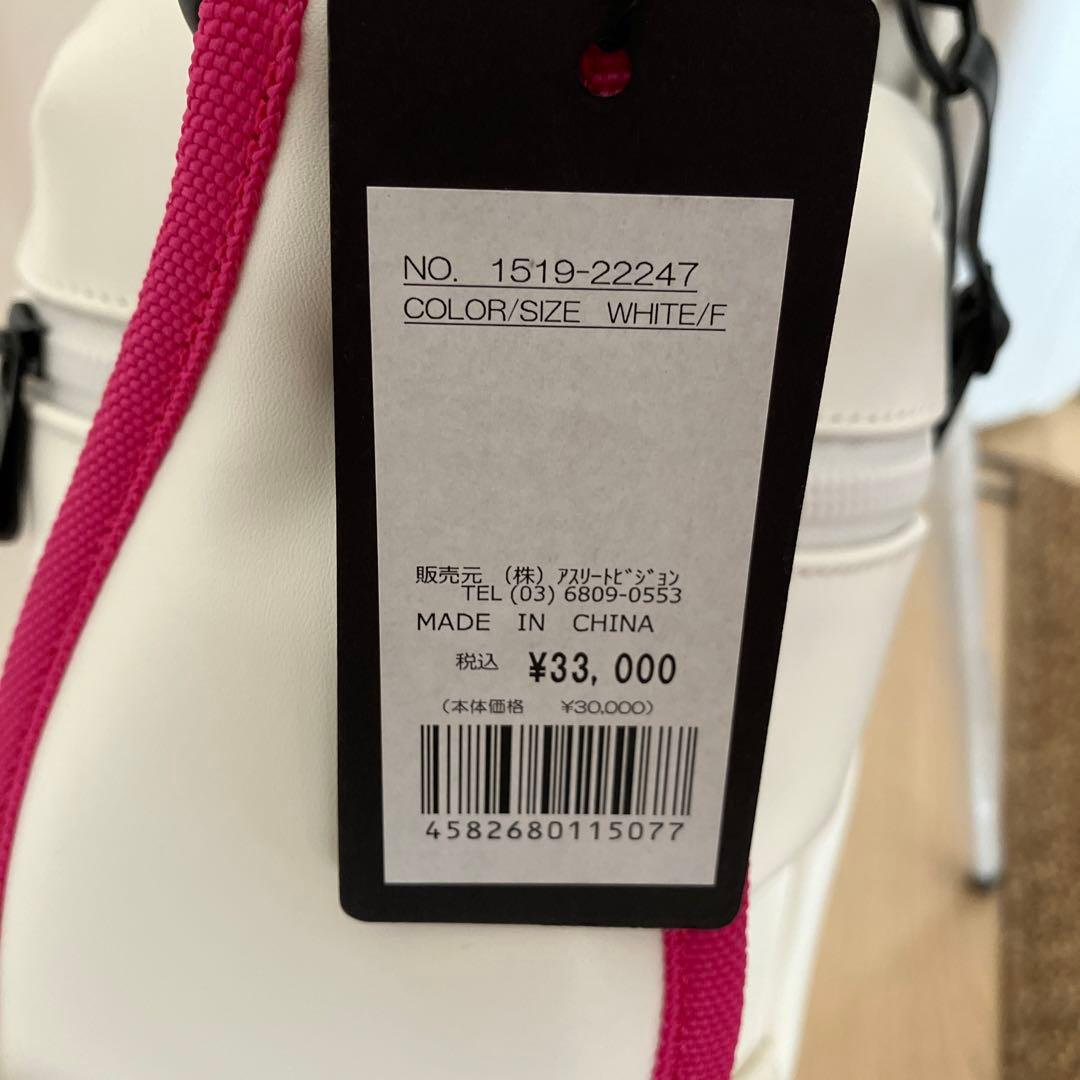 NO. 1519-22247
COLOR/SIZE WHITE/F
販売元 (株) ｱｽﾘｰﾄﾋﾞｼﾞｮﾝ
TEL (03) 6809-0553
MADE IN CHINA
税込 ¥33,000
(本体価格 ¥30,000)
4582680115077